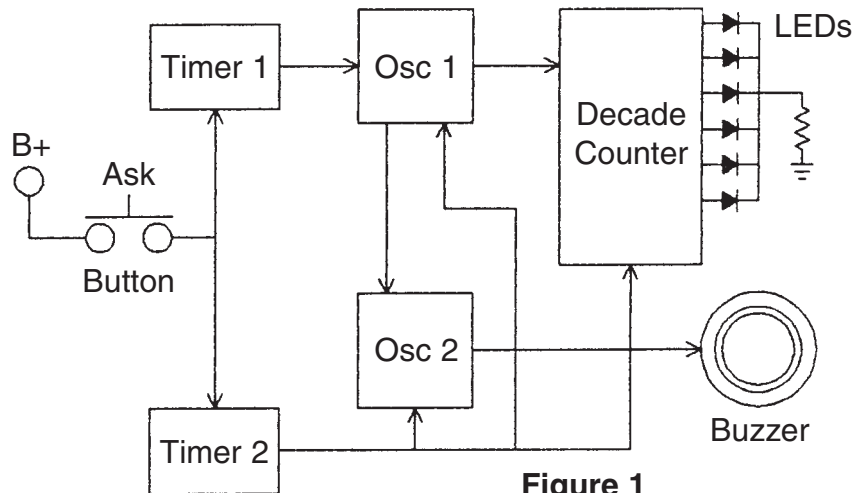 LEDs
Timer 1
Osc 1
Decade
Counter
B+
Ask
Button
Osc 2
Buzzer
Timer 2
Figure 1